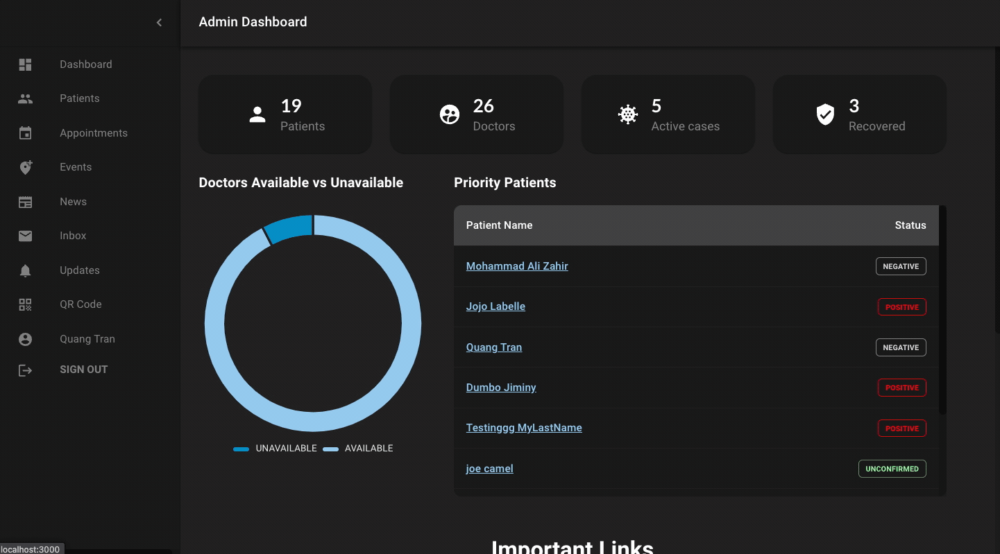 Admin Dashboard
Dashboard
Patients
Appointments
Events
News
Inbox
Updates
QR Code
Quang Tran
SIGN OUT
19
Patients
26
Doctors
5
Active cases
3
Recovered
Doctors Available vs Unavailable
UNAVAILABLE AVAILABLE
Priority Patients
Patient Name Status
Mohammad Ali Zahir NEGATIVE
Jojo Labelle POSITIVE
Quang Tran NEGATIVE
Dumbo Jiminy POSITIVE
Testinggg MyLastName POSITIVE
joe camel UNCONFIRMED
Important Links
localhost:3000